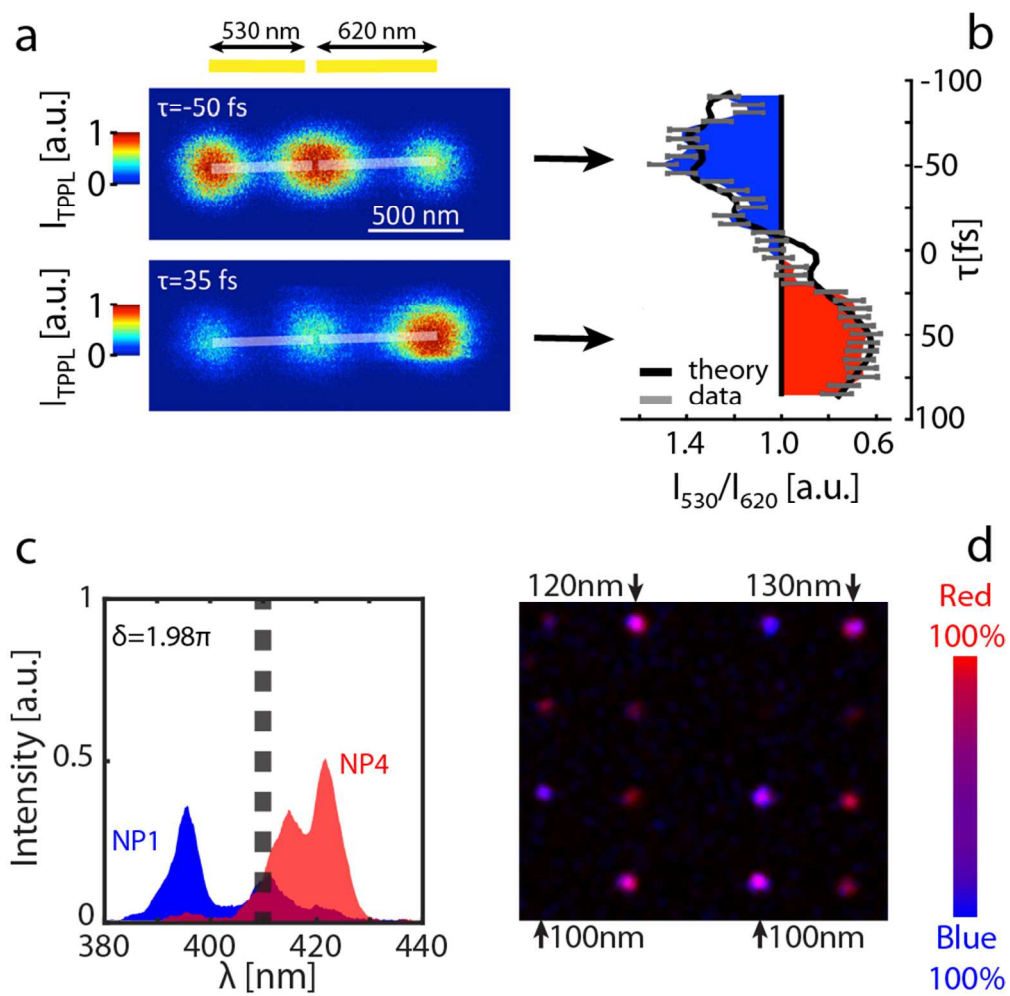 a
530 nm
620 nm
b
τ=-50 fs
1
0
I_TPPL [a.u.]
500 nm
τ=35 fs
1
0
I_TPPL [a.u.]
-100
-50
0
50
100
τ[fs]
theory
data
1.4
1.0
0.6
I₅₃₀/I₆₂₀ [a.u.]
c
1
0.5
0
Intensity [a.u.]
δ=1.98π
NP4
NP1
380
400
420
440
λ [nm]
d
120nm
130nm
100nm
100nm
Red
100%
Blue
100%